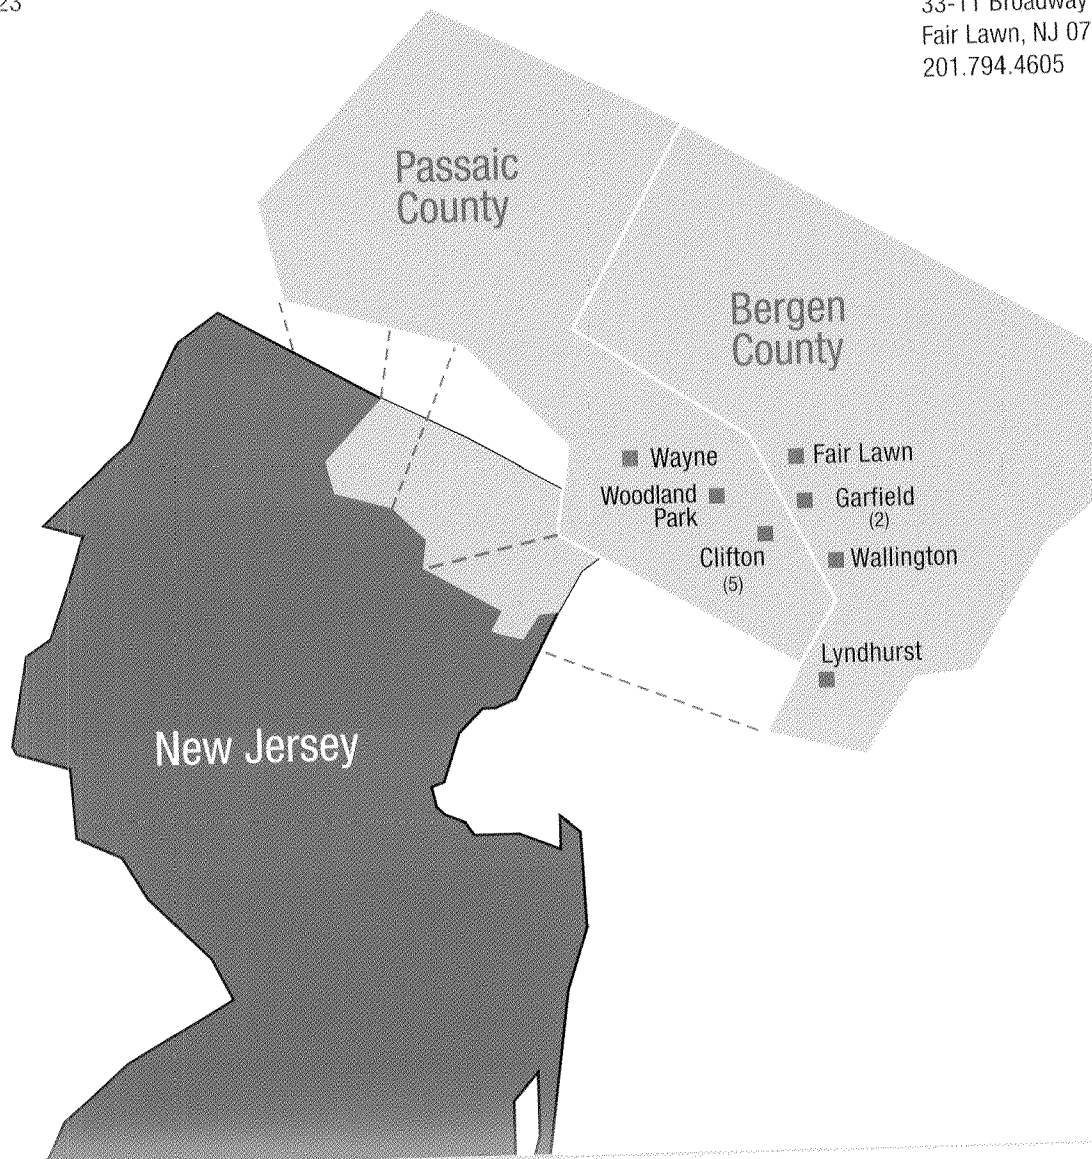 23
33-11 Broadway
Fair Lawn, NJ 07
201.794.4605
Passaic
County
Bergen
County
Wayne
Fair Lawn
Woodland
Park
Garfield
(2)
Clifton
(5)
Wallington
Lyndhurst
New Jersey